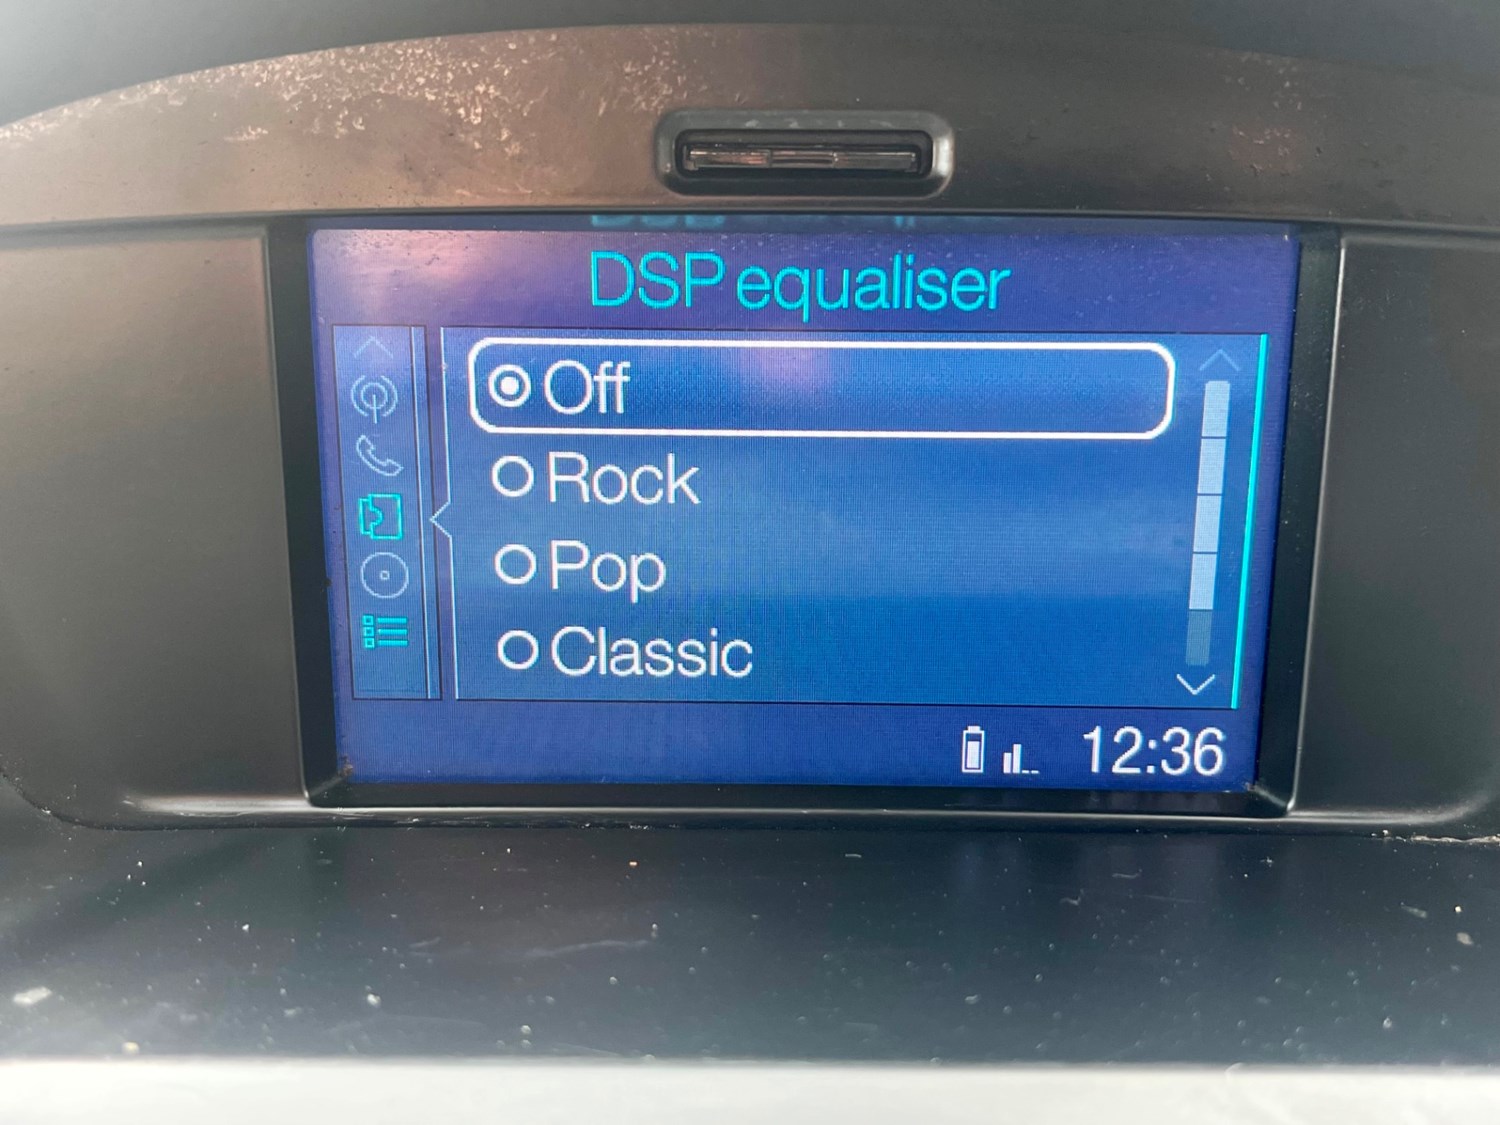 DSP equaliser
Off
Rock
Pop
Classic
12:36